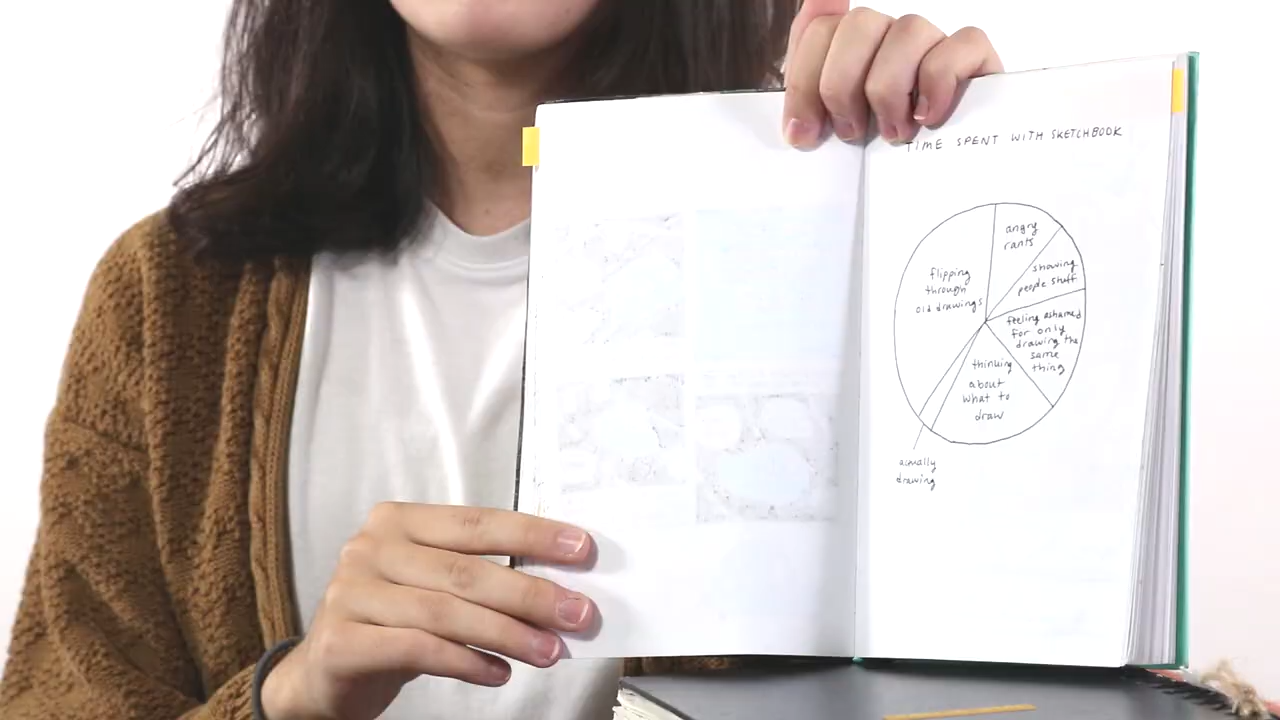 TIME SPENT WITH SKETCHBOOK
angry
rants
showing
people stuff
flipping
through
old drawings
feeling ashamed
for only
drawing the
same
thing
thinking
about
what to
draw
actually
drawing